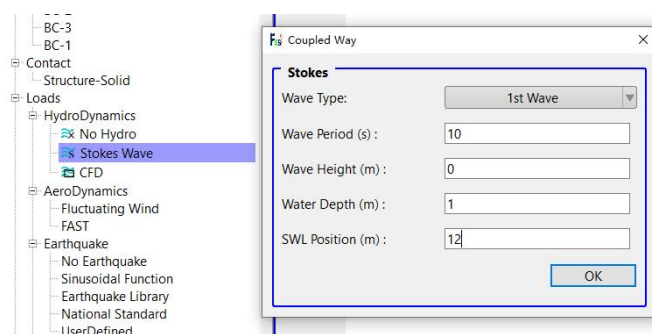 BC-3
BC-1
Contact
Structure-Solid
Loads
HydroDynamics
No Hydro
Stokes Wave
CFD
AeroDynamics
Fluctuating Wind
FAST
Earthquake
No Earthquake
Sinusoidal Function
Earthquake Library
National Standard
UserDefined
Coupled Way
Stokes
Wave Type: 1st Wave
Wave Period (s) : 10
Wave Height (m) : 0
Water Depth (m) : 1
SWL Position (m) : 12
OK